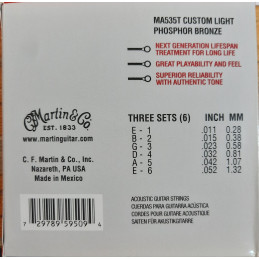 MA535T CUSTOM LIGHT
PHOSPHOR BRONZE
NEXT GENERATION LIFESPAN
TREATMENT FOR LONG LIFE
GREAT PLAYABILITY AND FEEL
SUPERIOR RELIABILITY
WITH AUTHENTIC TONE
Martin & Co.
EST. 1833
www.martinguitar.com
C. F. Martin & Co., Inc.
Nazareth, PA USA
Made in Mexico
7 29789 59509 4
THREE SETS (6) INCH MM
E - 1 .011 0.28
B - 2 .015 0.38
G - 3 .023 0.58
D - 4 .032 0.81
A - 5 .042 1.07
E - 6 .052 1.32
ACOUSTIC GUITAR STRINGS
CUERDAS PARA GUITARRA ACÚSTICA
CORDES POUR GUITARE ACOUSTIQUE
SAITEN FÜR AKUSTIKGITARRE